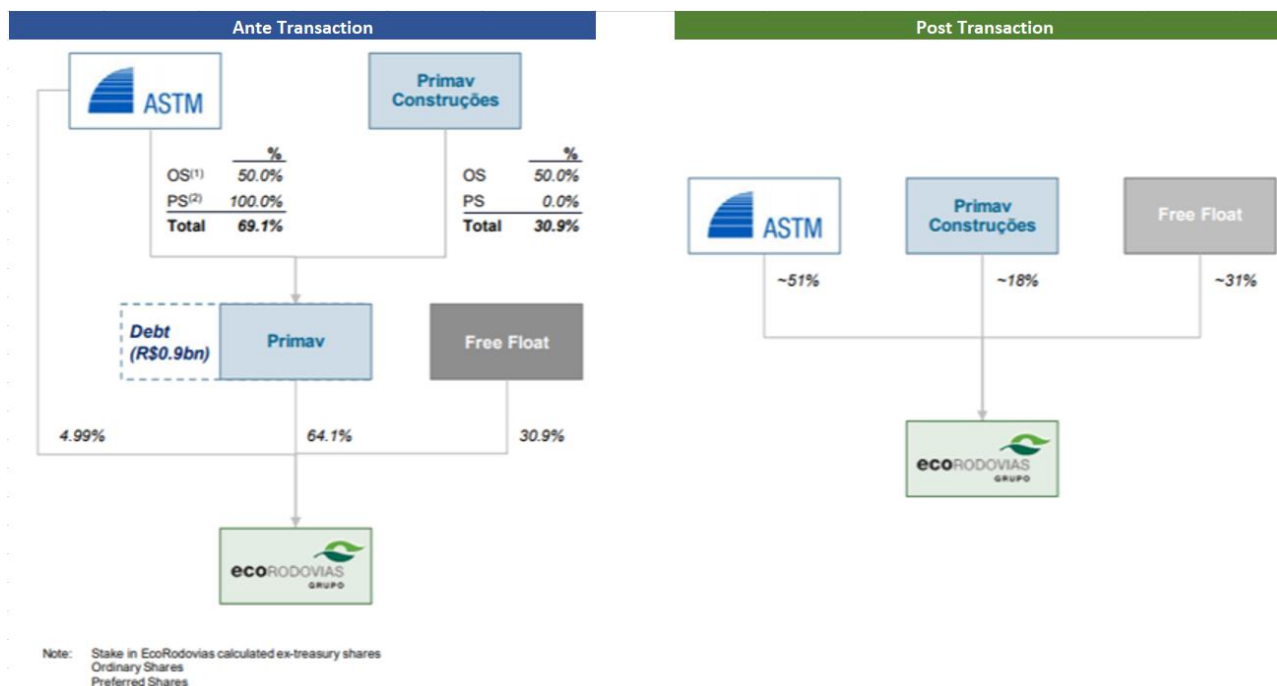 Ante Transaction
ASTM
Primav
Construções
%
OS(1) 50.0%
PS(2) 100.0%
Total 69.1%
%
OS 50.0%
PS 0.0%
Total 30.9%
Debt
(R$0.9bn)
Primav
Free Float
4.99%
64.1%
30.9%
ecoRODOVIAS
GRUPO
Note: Stake in EcoRodovias calculated ex-treasury shares
Ordinary Shares
Preferred Shares
Post Transaction
ASTM
Primav
Construções
Free Float
~51%
~18%
~31%
ecoRODOVIAS
GRUPO